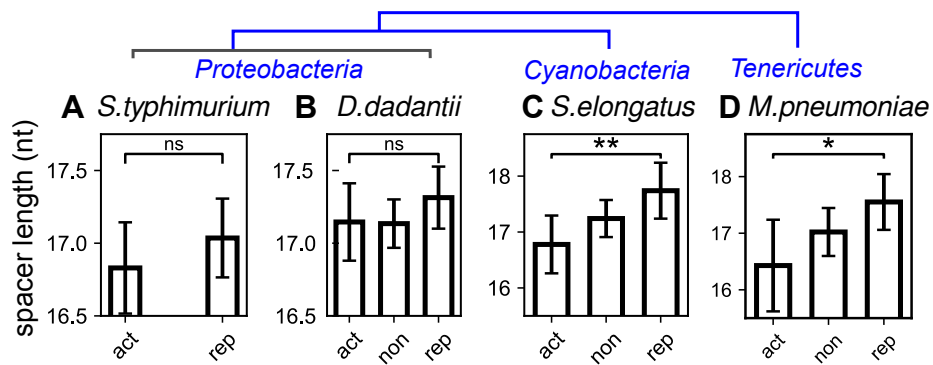 Proteobacteria
Cyanobacteria
Tenericutes
A S.typhimurium
B D.dadantii
C S.elongatus
D M.pneumoniae
spacer length (nt)
ns
17.5
17.0
16.5
act
rep
ns
17.5
17.0
16.5
act
non
rep
**
18
17
16
act
non
rep
*
18
17
16
act
non
rep